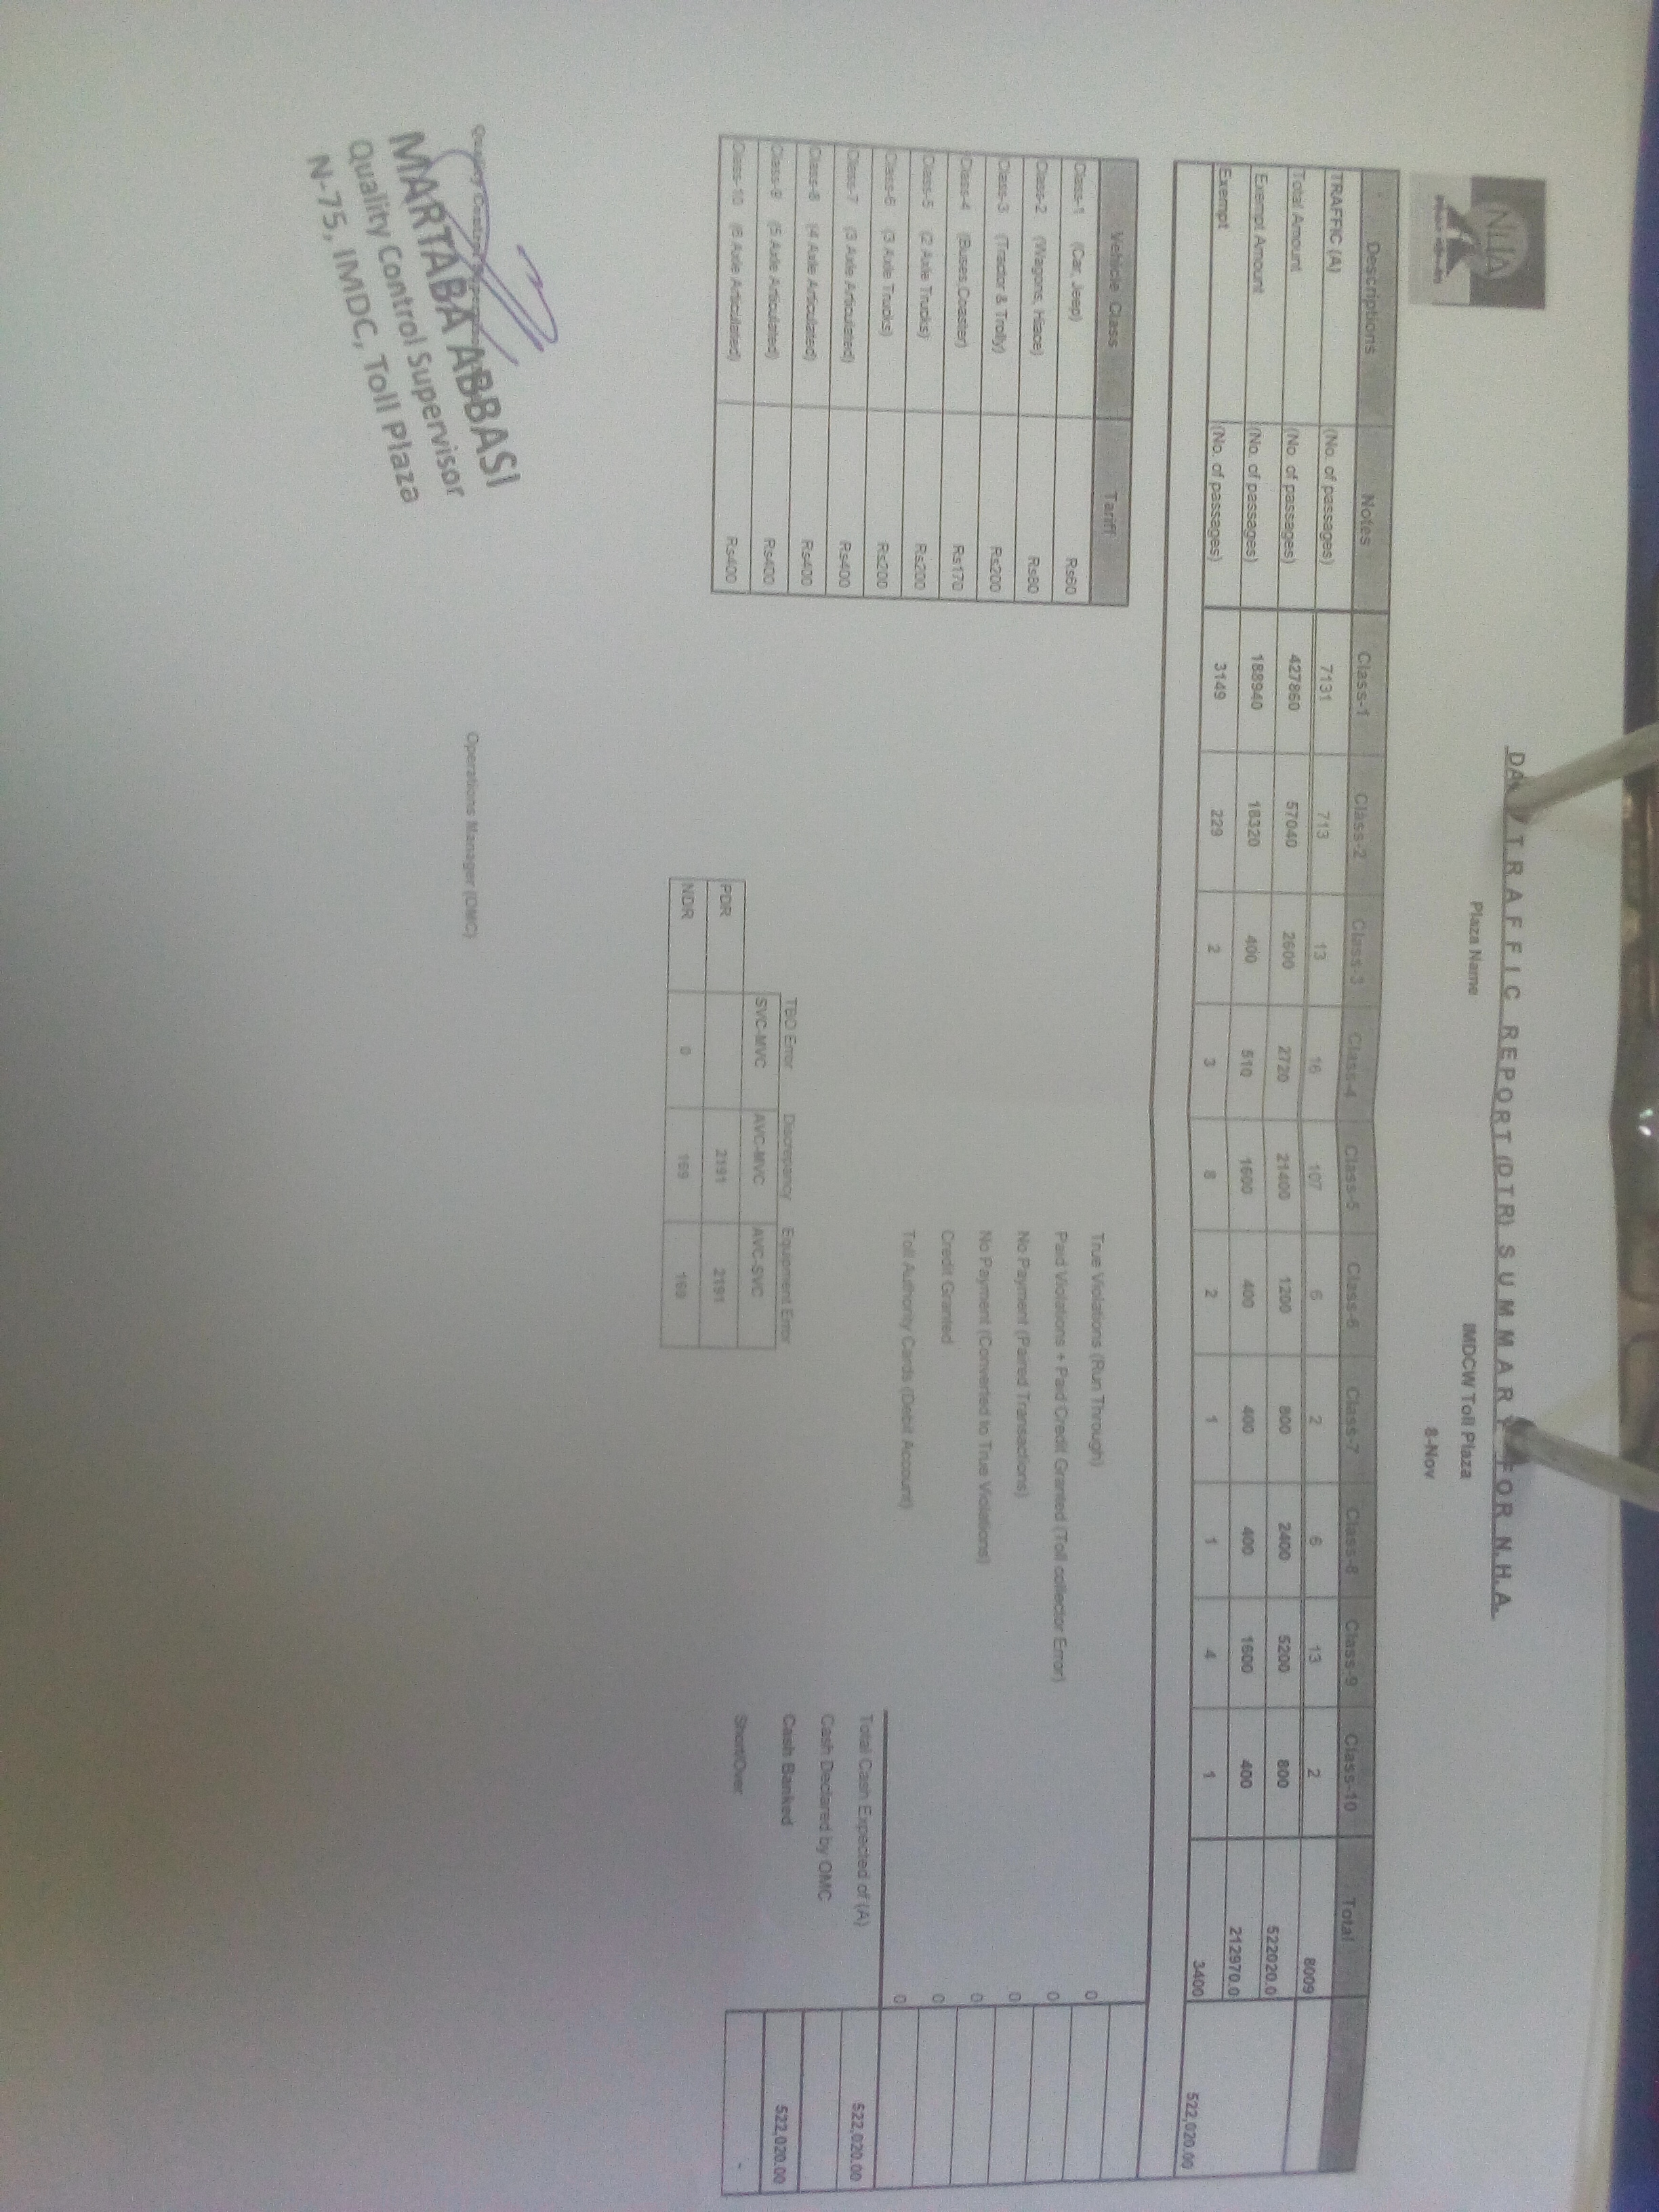 NHA
DA TRAFFIC REPORT (DTR) SUMMARY FOR N.H.A.
Plaza Name IMDCW Toll Plaza
8-Nov
Descriptions Notes Class-1 Class-2 Class-3 Class-4 Class-5 Class-6 Class-7 Class-8 Class-9 Class-10 Total
TRAFFIC (A) (No. of passages) 7131 713 13 16 107 6 2 6 13 2 8009
Total Amount (No. of passages) 427860 57040 2600 2720 21400 1200 800 2400 5200 800 522020.0
Exempt Amount (No. of passages) 188940 18320 400 510 1600 400 400 400 1600 400 212970.0
Exempt (No. of passages) 3149 229 2 3 8 2 1 1 4 1 3400 522,020.00
Vehicle Class Tariff
Class-1 (Car, Jeep) Rs60
Class-2 (Wagons, Hiace) Rs80
Class-3 (Tractor & Trolly) Rs200
Class-4 (Buses,Coaster) Rs170
Class-5 (2 Axle Trucks) Rs200
Class-6 (3 Axle Trucks) Rs200
Class-7 (3 Axle Articulated) Rs400
Class-8 (4 Axle Articulated) Rs400
Class-9 (5 Axle Articulated) Rs400
Class-10 (6 Axle Articulated) Rs400
True Violations (Run Through) 0
Paid Violations + Paid Credit Granted (Toll collector Error) 0
No Payment (Paired Transactions) 0
No Payment (Converted to True Violations) 0
Credit Granted 0
Toll Authority Cards (Debit Account) 0
Total Cash Expected of (A) 522,020.00
Cash Declared by OMC
Cash Banked 522,020.00
Short/Over -
TBO Error Discrepancy Equipment Error
SVC-MVC AVC-MVC AVC-SVC
PDR 2191 2191
NDR 0 169 169
Quality Control
Operations Manager (OMC)
MARTABA ABBASI
Quality Control Supervisor
N-75, IMDC, Toll Plaza